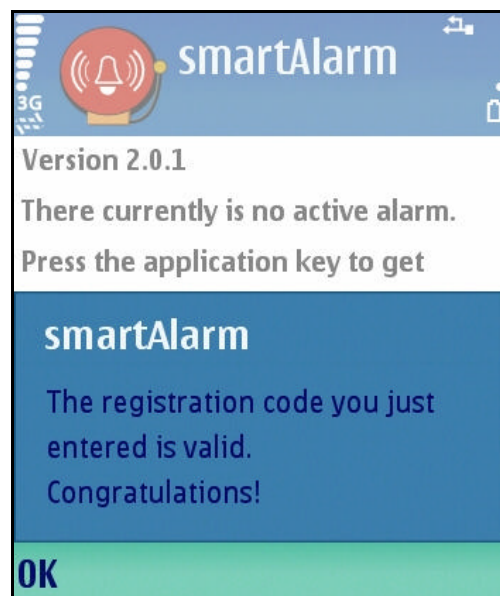 smartAlarm
3G
Version 2.0.1
There currently is no active alarm.
Press the application key to get
smartAlarm
The registration code you just
entered is valid.
Congratulations!
OK